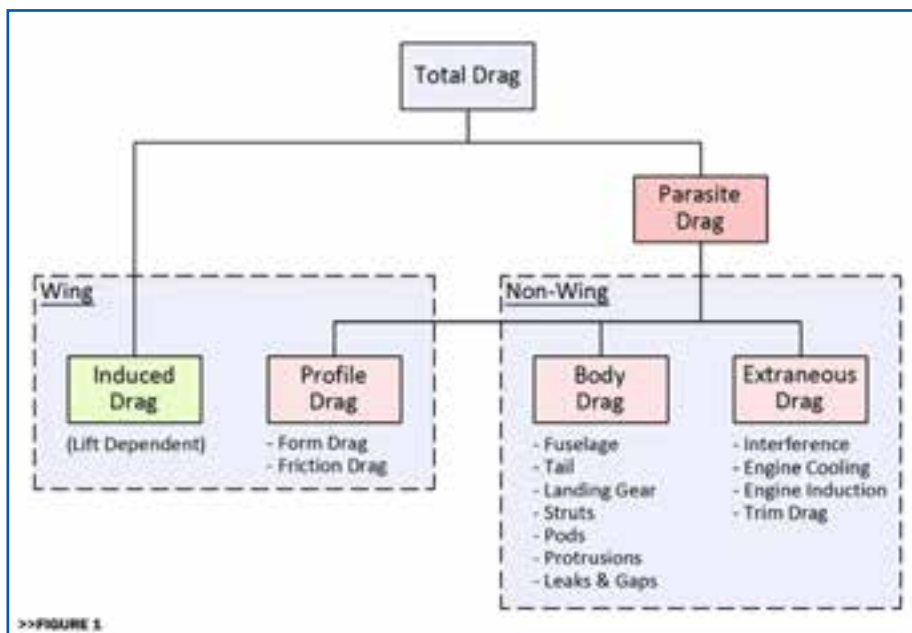 Total Drag
Parasite
Drag
Wing
Non-Wing
Induced
Drag
(Lift Dependent)
Profile
Drag
- Form Drag
- Friction Drag
Body
Drag
- Fuselage
- Tail
- Landing Gear
- Struts
- Pods
- Protrusions
- Leaks & Gaps
Extraneous
Drag
- Interference
- Engine Cooling
- Engine Induction
- Trim Drag
>>FIGURE 1